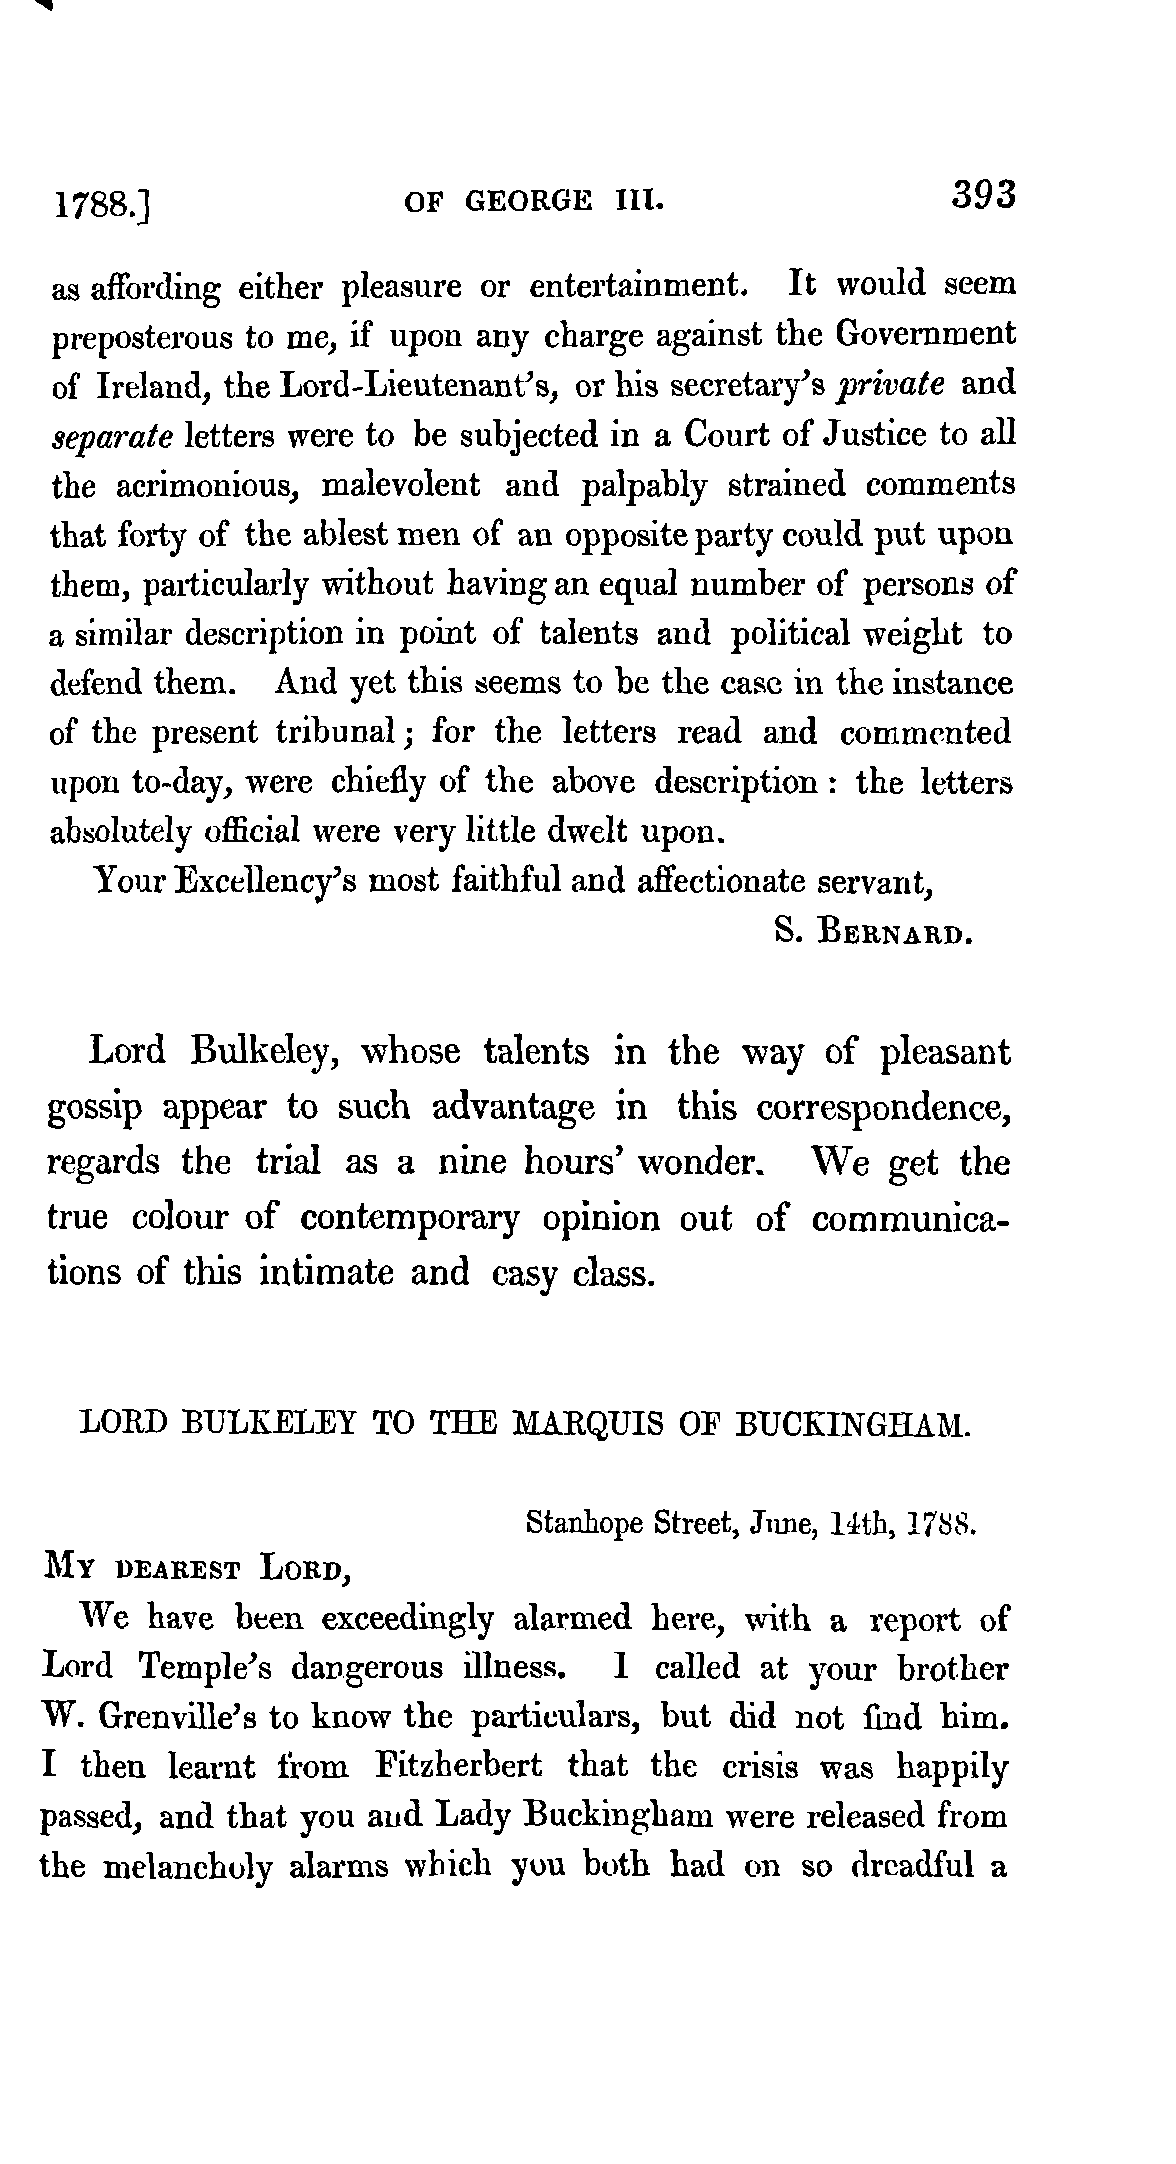 1788.] OF GEORGE III. 393
as affording either pleasure or entertainment. It would seem
preposterous to me, if upon any charge against the Government
of Ireland, the Lord-Lieutenant's, or his secretary's private and
separate letters were to be subjected in a Court of Justice to all
the acrimonious, malevolent and palpably strained comments
that forty of the ablest men of an opposite party could put upon
them, particularly without having an equal number of persons of
a similar description in point of talents and political weight to
defend them. And yet this seems to be the case in the instance
of the present tribunal; for the letters read and commented
upon to-day, were chiefly of the above description: the letters
absolutely official were very little dwelt upon.
Your Excellency's most faithful and affectionate servant,
S. BERNARD.
Lord Bulkeley, whose talents in the way of pleasant
gossip appear to such advantage in this correspondence,
regards the trial as a nine hours' wonder. We get the
true colour of contemporary opinion out of communica-
tions of this intimate and easy class.
LORD BULKELEY TO THE MARQUIS OF BUCKINGHAM.
Stanhope Street, June, 14th, 1788.
MY DEAREST LORD,
We have been exceedingly alarmed here, with a report of
Lord Temple's dangerous illness. I called at your brother
W. Grenville's to know the particulars, but did not find him.
I then learnt from Fitzherbert that the crisis was happily
passed, and that you and Lady Buckingham were released from
the melancholy alarms which you both had on so dreadful a